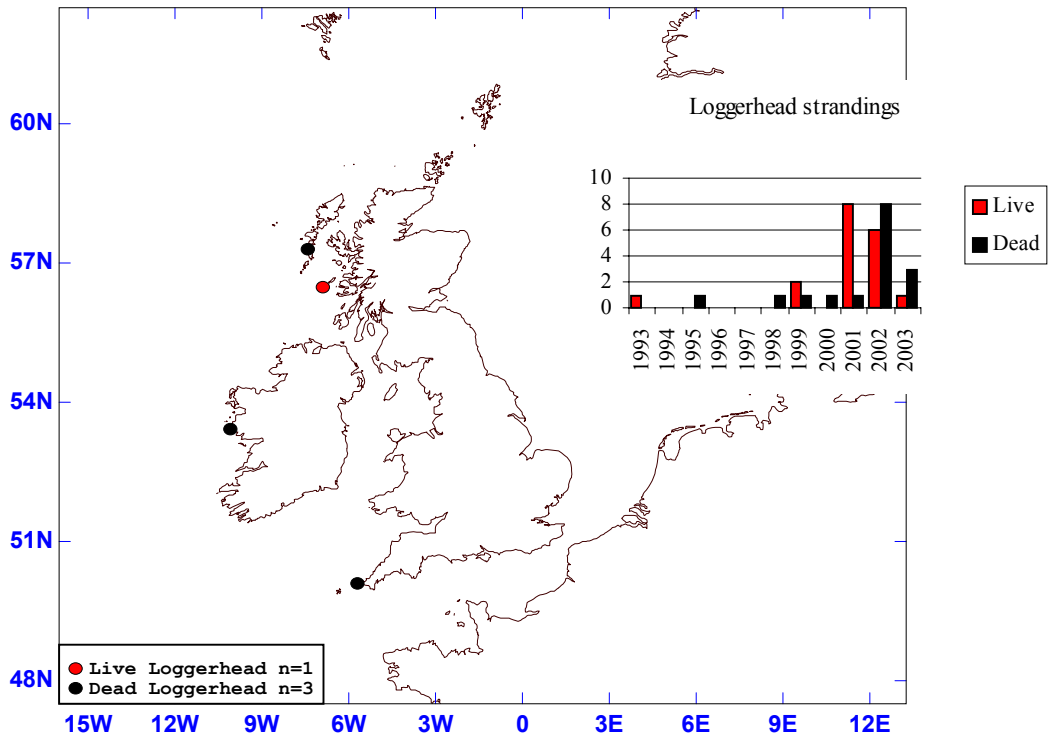 60N
57N
54N
51N
48N
15W 12W 9W 6W 3W 0 3E 6E 9E 12E
Loggerhead strandings
10
8
6
4
2
0
1993 1994 1995 1996 1997 1998 1999 2000 2001 2002 2003
Live
Dead
Live Loggerhead n=1
Dead Loggerhead n=3